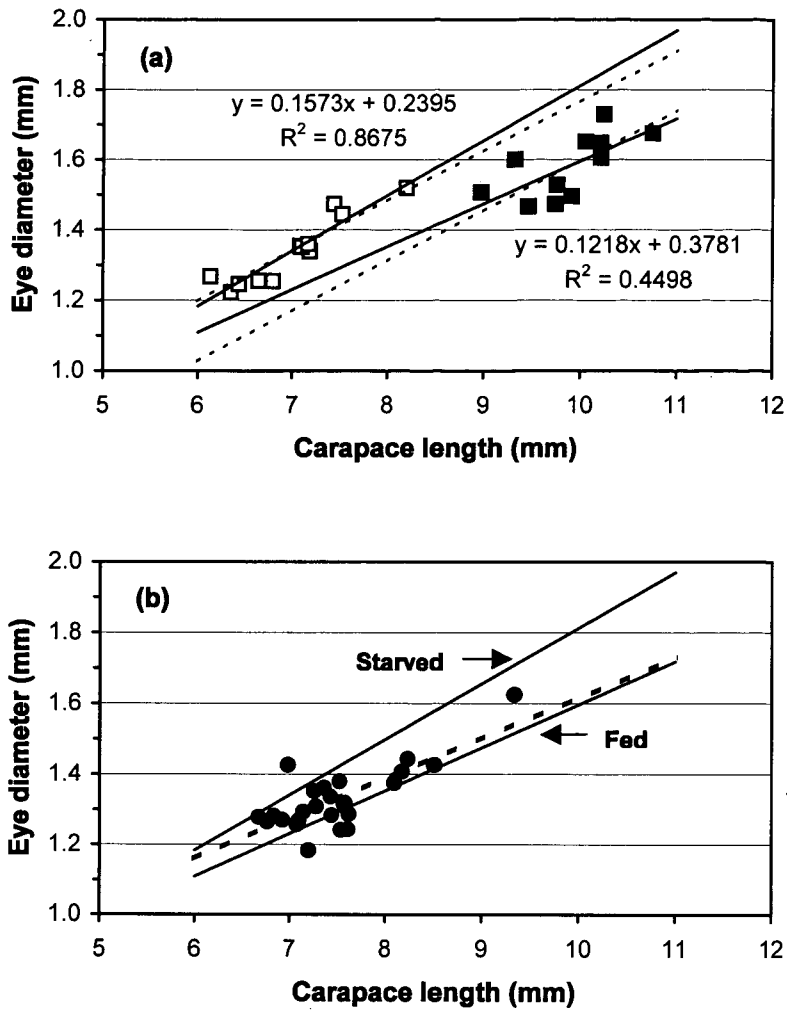 (a)
y = 0.1573x + 0.2395
R² = 0.8675
y = 0.1218x + 0.3781
R² = 0.4498
Eye diameter (mm)
2.0
1.8
1.6
1.4
1.2
1.0
5 6 7 8 9 10 11 12
Carapace length (mm)
(b)
Starved
Fed
Eye diameter (mm)
2.0
1.8
1.6
1.4
1.2
1.0
5 6 7 8 9 10 11 12
Carapace length (mm)